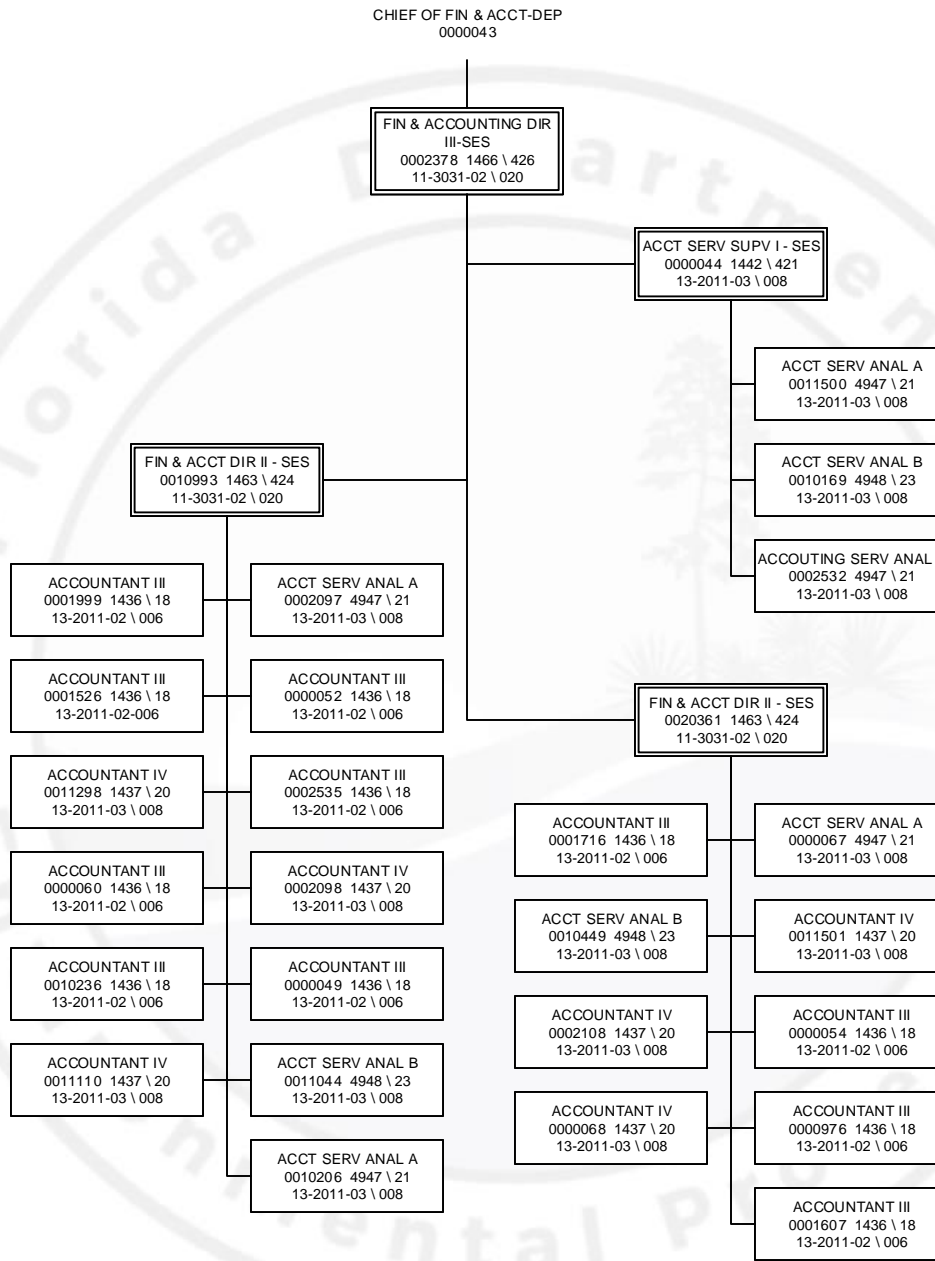 CHIEF OF FIN & ACCT-DEP
0000043
FIN & ACCOUNTING DIR
III-SES
0002378 1466 \ 426
11-3031-02 \ 020
ACCT SERV SUPV I - SES
0000044 1442 \ 421
13-2011-03 \ 008
ACCT SERV ANAL A
0011500 4947 \ 21
13-2011-03 \ 008
ACCT SERV ANAL B
0010169 4948 \ 23
13-2011-03 \ 008
ACCOUTING SERV ANAL
0002532 4947 \ 21
13-2011-03 \ 008
FIN & ACCT DIR II - SES
0010993 1463 \ 424
11-3031-02 \ 020
ACCOUNTANT III
0001999 1436 \ 18
13-2011-02 \ 006
ACCT SERV ANAL A
0002097 4947 \ 21
13-2011-03 \ 008
ACCOUNTANT III
0001526 1436 \ 18
13-2011-02-006
ACCOUNTANT III
0000052 1436 \ 18
13-2011-02 \ 006
ACCOUNTANT IV
0011298 1437 \ 20
13-2011-03 \ 008
ACCOUNTANT III
0002535 1436 \ 18
13-2011-02 \ 006
ACCOUNTANT III
0000060 1436 \ 18
13-2011-02 \ 006
ACCOUNTANT IV
0002098 1437 \ 20
13-2011-03 \ 008
ACCOUNTANT III
0010236 1436 \ 18
13-2011-02 \ 006
ACCOUNTANT III
0000049 1436 \ 18
13-2011-02 \ 006
ACCOUNTANT IV
0011110 1437 \ 20
13-2011-03 \ 008
ACCT SERV ANAL B
0011044 4948 \ 23
13-2011-03 \ 008
ACCT SERV ANAL A
0010206 4947 \ 21
13-2011-03 \ 008
FIN & ACCT DIR II - SES
0020361 1463 \ 424
11-3031-02 \ 020
ACCOUNTANT III
0001716 1436 \ 18
13-2011-02 \ 006
ACCT SERV ANAL A
0000067 4947 \ 21
13-2011-03 \ 008
ACCT SERV ANAL B
0010449 4948 \ 23
13-2011-03 \ 008
ACCOUNTANT IV
0011501 1437 \ 20
13-2011-03 \ 008
ACCOUNTANT IV
0002108 1437 \ 20
13-2011-03 \ 008
ACCOUNTANT III
0000054 1436 \ 18
13-2011-02 \ 006
ACCOUNTANT IV
0000068 1437 \ 20
13-2011-03 \ 008
ACCOUNTANT III
0000976 1436 \ 18
13-2011-02 \ 006
ACCOUNTANT III
0001607 1436 \ 18
13-2011-02 \ 006
Florida Departmen
nmental Pro